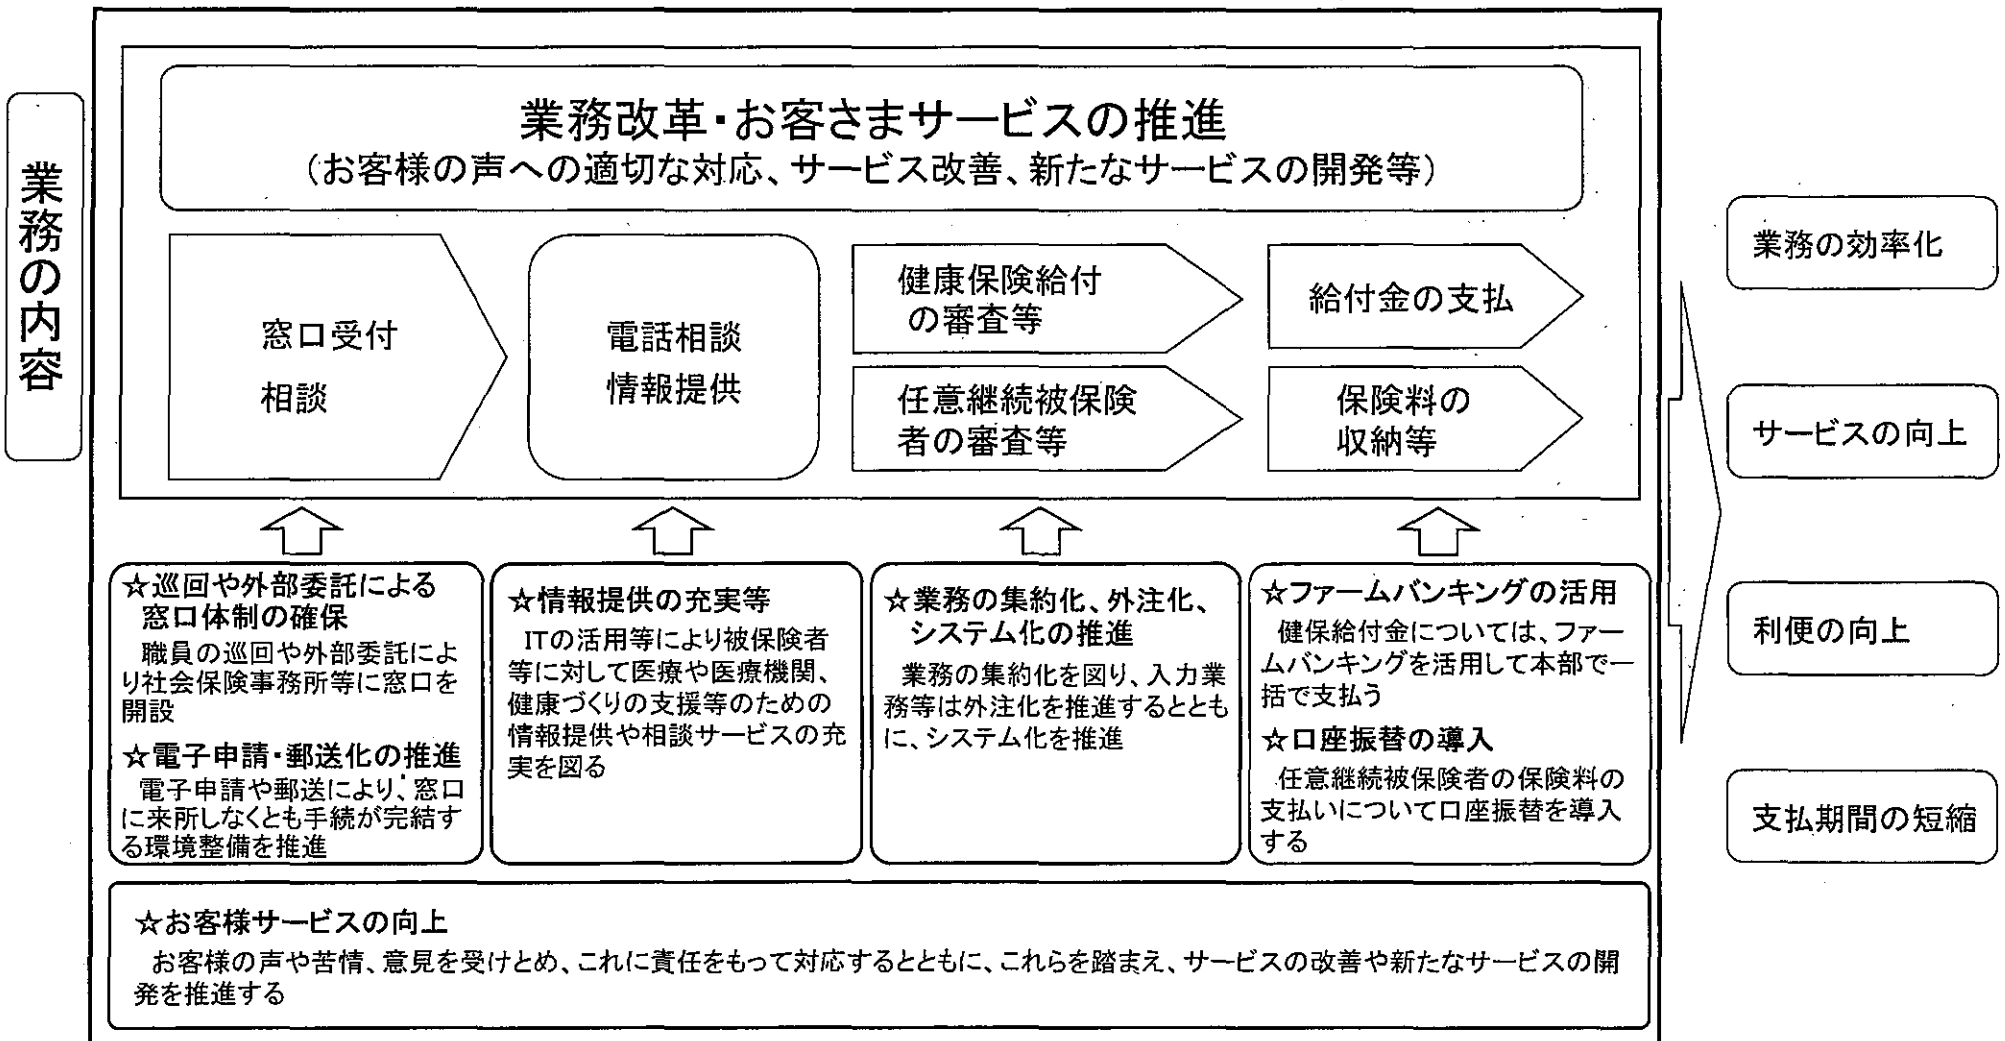 業務の内容
業務改革・お客さまサービスの推進
（お客様の声への適切な対応、サービス改善、新たなサービスの開発等）
窓口受付
相談
電話相談
情報提供
健康保険給付
の審査等
任意継続被保険
者の審査等
給付金の支払
保険料の
収納等
☆巡回や外部委託による
窓口体制の確保
職員の巡回や外部委託によ
り社会保険事務所等に窓口を
開設
☆電子申請・郵送化の推進
電子申請や郵送により、窓口
に来所しなくとも手続が完結す
る環境整備を推進
☆情報提供の充実等
ITの活用等により被保険者
等に対して医療や医療機関、
健康づくりの支援等のための
情報提供や相談サービスの充
実を図る
☆業務の集約化、外注化、
システム化の推進
業務の集約化を図り、入力業
務等は外注化を推進するととも
に、システム化を推進
☆ファームバンキングの活用
健保給付金については、ファー
ムバンキングを活用して本部で一
括で支払う
☆口座振替の導入
任意継続被保険者の保険料の
支払いについて口座振替を導入
する
☆お客様サービスの向上
お客様の声や苦情、意見を受けとめ、これに責任をもって対応するとともに、これらを踏まえ、サービスの改善や新たなサービスの開
発を推進する
業務の効率化
サービスの向上
利便の向上
支払期間の短縮